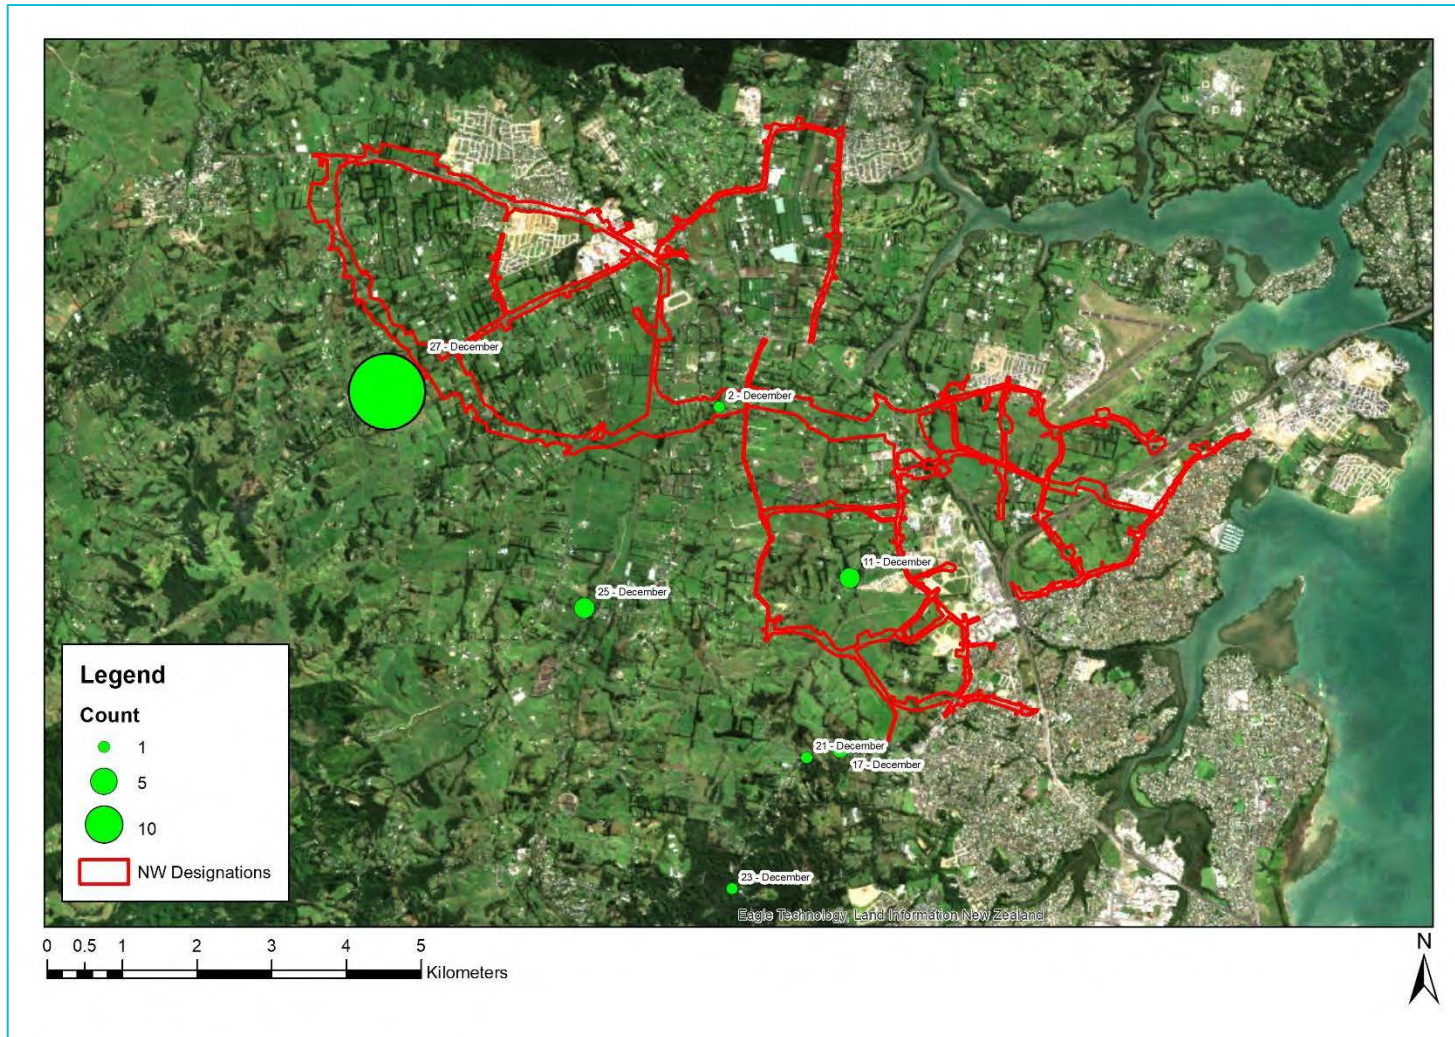 27 - December
2 - December
11 - December
25 - December
21 - December
17 - December
23 - December
Eagle Technology, Land Information New Zealand
Legend
Count
1
5
10
NW Designations
0 0.5 1 2 3 4 5
Kilometers
N